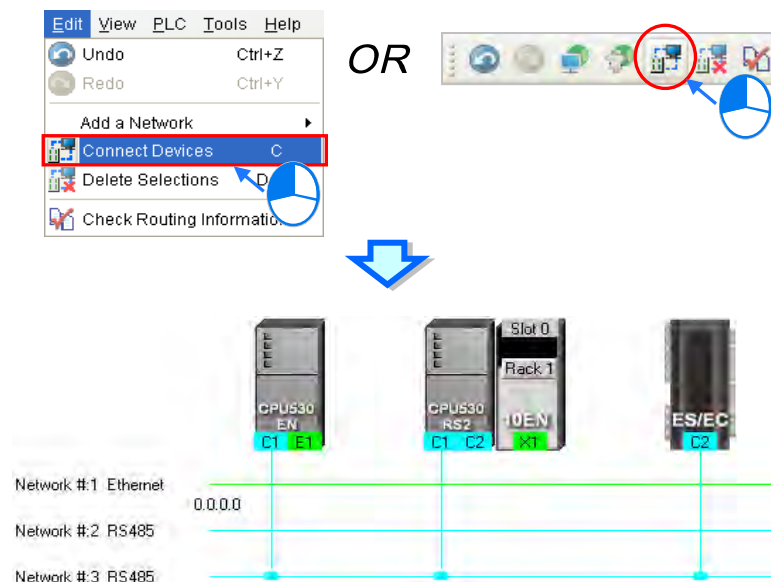 Edit View PLC Tools Help
Undo Ctrl+Z
Redo Ctrl+Y
Add a Network
Connect Devices C
Delete Selections D
Check Routing Information
OR
Slot 0
Rack 1
CPU530
EN
C1 E1
CPU530
RS2
C1 C2
10EN
X1
ES/EC
C2
Network #:1 Ethernet
0.0.0.0
Network #:2 RS485
Network #:3 RS485